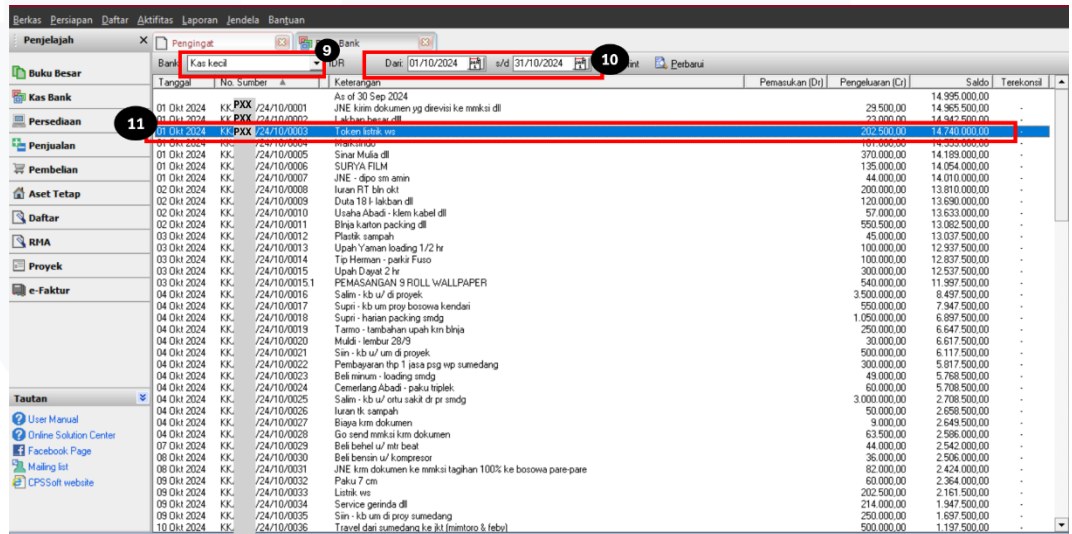 Berkas Persiapan Daftar Aktifitas Laporan Jendela Bantuan
Penjelajah X Pengingat Bank
9
10
Bank Kas kecil IDR Dari: 01/10/2024 s/d 31/10/2024 Perbarui
Tanggal No. Sumber Keterangan Pemasukan (Dr) Pengeluaran (Cr) Saldo Terekonsil
As of 30 Sep 2024 14.995.000,00
01 Okt 2024 KK. PXX /24/10/0001 JNE kirim dokumen yg direvisi ke mmksi dll 29.500,00 14.965.500,00 -
01 Okt 2024 KK. PXX /24/10/0002 Lakban besar dll 23.000,00 14.942.500,00 -
11
01 Okt 2024 KK. PXX /24/10/0003 Token listrik ws 202.500,00 14.740.000,00 -
01 Okt 2024 KK. /24/10/0004
01 Okt 2024 KK. /24/10/0005 Sinar Mulia dll 370.000,00 14.189.000,00 -
01 Okt 2024 KK. /24/10/0006 SURYA FILM 135.000,00 14.054.000,00 -
01 Okt 2024 KK. /24/10/0007 JNE - dipo sm amin 44.000,00 14.010.000,00 -
02 Okt 2024 KK. /24/10/0008 Iuran RT bln okt 200.000,00 13.810.000,00 -
02 Okt 2024 KK. /24/10/0009 Duta 18 l- lakban dll 120.000,00 13.690.000,00 -
02 Okt 2024 KK. /24/10/0010 Usaha Abadi - klem kabel dll 57.000,00 13.633.000,00 -
02 Okt 2024 KK. /24/10/0011 Blnja karton packing dll 550.500,00 13.082.500,00 -
03 Okt 2024 KK. /24/10/0012 Plastik sampah 45.000,00 13.037.500,00 -
03 Okt 2024 KK. /24/10/0013 Upah Yaman loading 1/2 hr 100.000,00 12.937.500,00 -
03 Okt 2024 KK. /24/10/0014 Tip Herman - parkir Fuso 100.000,00 12.837.500,00 -
03 Okt 2024 KK. /24/10/0015 Upah Dayat 2 hr 300.000,00 12.537.500,00 -
03 Okt 2024 KK. /24/10/0015.1 PEMASANGAN 9 ROLL WALLPAPER 540.000,00 11.997.500,00 -
04 Okt 2024 KK. /24/10/0016 Salim - kb u/ di proyek 3.500.000,00 8.497.500,00 -
04 Okt 2024 KK. /24/10/0017 Supri - kb um proy bosowa kendari 550.000,00 7.947.500,00 -
04 Okt 2024 KK. /24/10/0018 Supri - harian packing smdg 1.050.000,00 6.897.500,00 -
04 Okt 2024 KK. /24/10/0019 Tarmo - tambahan upah krn blnja 250.000,00 6.647.500,00 -
04 Okt 2024 KK. /24/10/0020 Muldi - lembur 28/9 30.000,00 6.617.500,00 -
04 Okt 2024 KK. /24/10/0021 Siin - kb u/ um di proyek 500.000,00 6.117.500,00 -
04 Okt 2024 KK. /24/10/0022 Pembayaran thp 1 jasa psg wp sumedang 300.000,00 5.817.500,00 -
04 Okt 2024 KK. /24/10/0023 Beli minum - loading smdg 49.000,00 5.768.500,00 -
04 Okt 2024 KK. /24/10/0024 Cemerlang Abadi - paku triplek 60.000,00 5.708.500,00 -
04 Okt 2024 KK. /24/10/0025 Salim - kb u/ ortu sakit dr pr smdg 3.000.000,00 2.708.500,00 -
04 Okt 2024 KK. /24/10/0026 Iuran tk sampah 50.000,00 2.658.500,00 -
04 Okt 2024 KK. /24/10/0027 Biaya krm dokumen 9.000,00 2.649.500,00 -
04 Okt 2024 KK. /24/10/0028 Go send mmksi krm dokumen 63.500,00 2.586.000,00 -
07 Okt 2024 KK. /24/10/0029 Beli behel u/ mtr beat 44.000,00 2.542.000,00 -
08 Okt 2024 KK. /24/10/0030 Beli bensin u/ kompresor 36.000,00 2.506.000,00 -
08 Okt 2024 KK. /24/10/0031 JNE krm dokumen ke mmksi tagihan 100% ke bosowa pare-pare 82.000,00 2.424.000,00 -
09 Okt 2024 KK. /24/10/0032 Paku 7 cm 60.000,00 2.364.000,00 -
09 Okt 2024 KK. /24/10/0033 Listrik ws 202.500,00 2.161.500,00 -
09 Okt 2024 KK. /24/10/0034 Service gerinda dll 214.000,00 1.947.500,00 -
09 Okt 2024 KK. /24/10/0035 Siin - kb um di proy sumedang 250.000,00 1.697.500,00 -
10 Okt 2024 KK. /24/10/0036 Travel dari sumedang ke jkt (mimtoro & feby) 500.000,00 1.197.500,00 -
Buku Besar
Kas Bank
Persediaan
Penjualan
Pembelian
Aset Tetap
Daftar
RMA
Proyek
e-Faktur
Tautan
User Manual
Online Solution Center
Facebook Page
Mailing list
CPSSoft website